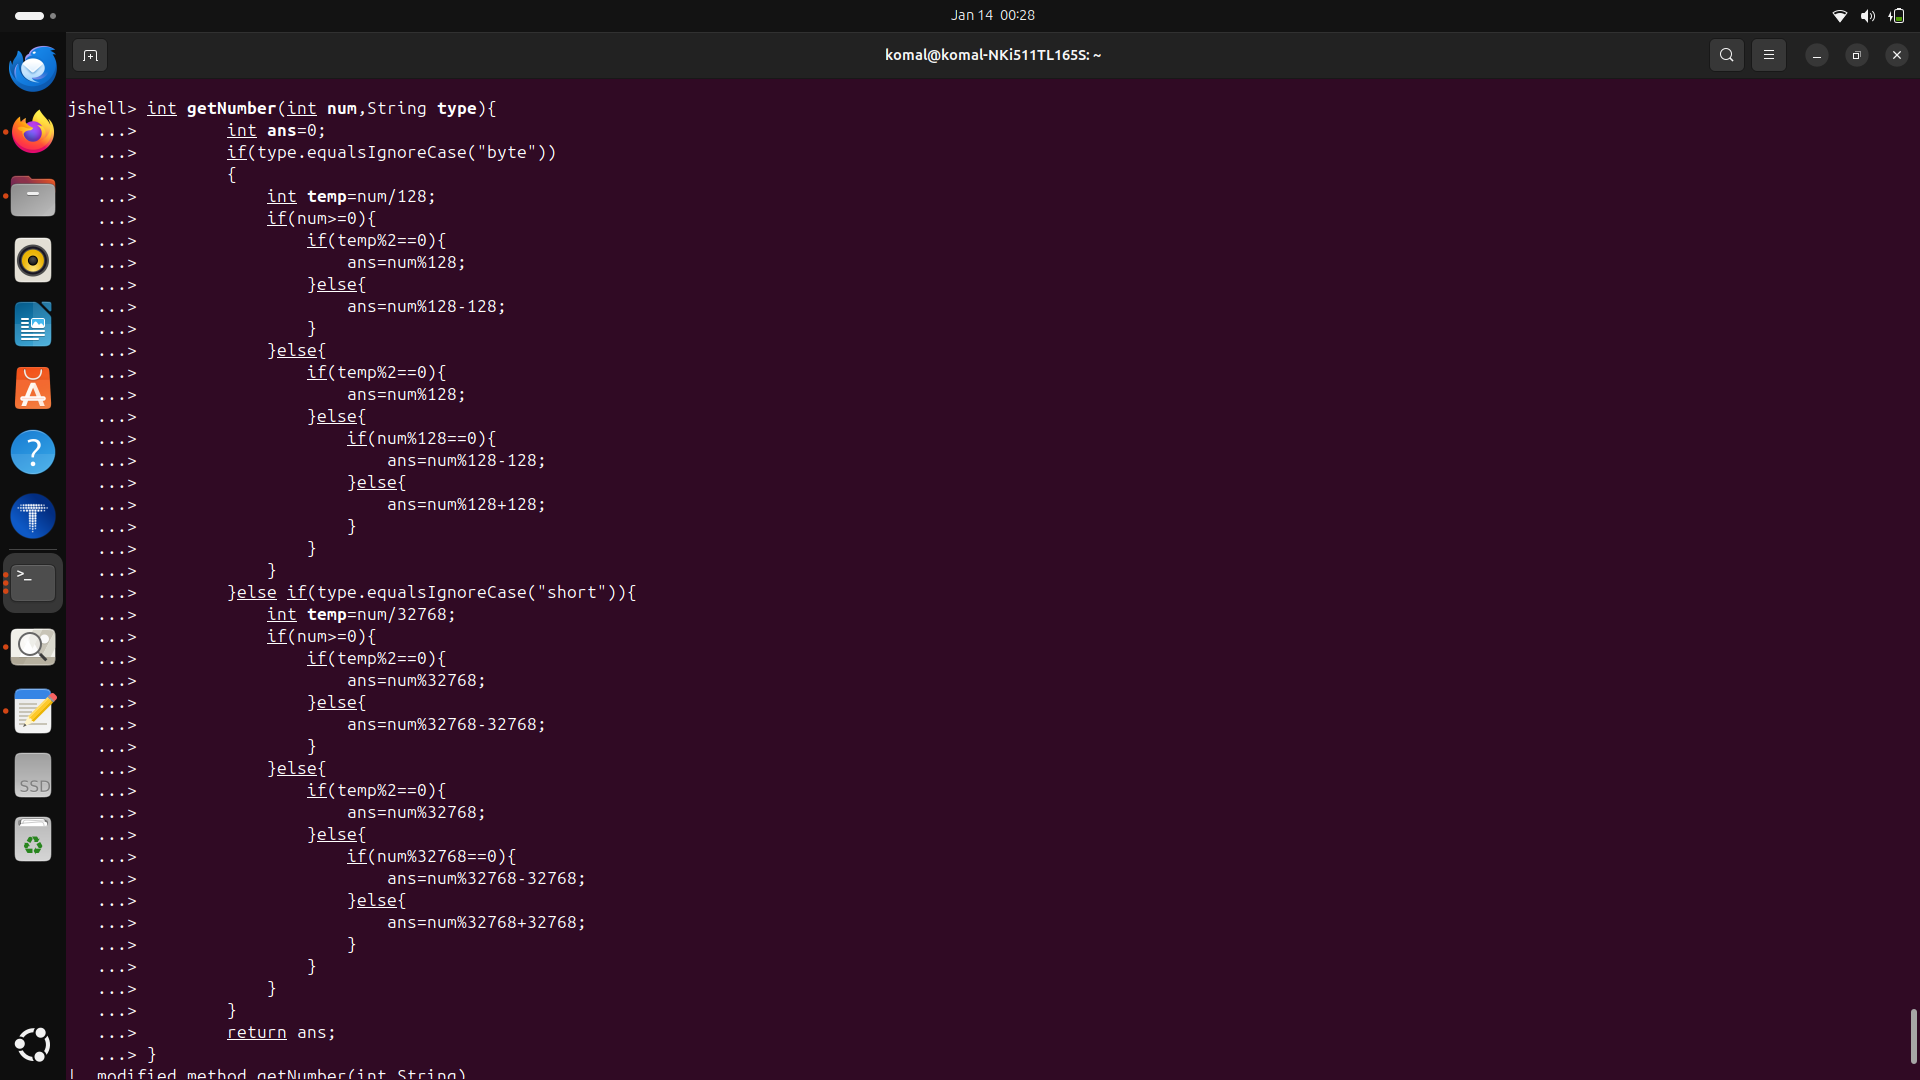 Jan 14 00:28
komal@komal-NKi511TL165S: ~
jshell> int getNumber(int num,String type){
...> int ans=0;
...> if(type.equalsIgnoreCase("byte"))
...> {
...> int temp=num/128;
...> if(num>=0){
...> if(temp%2==0){
...> ans=num%128;
...> }else{
...> ans=num%128-128;
...> }
...> }else{
...> if(temp%2==0){
...> ans=num%128;
...> }else{
...> if(num%128==0){
...> ans=num%128-128;
...> }else{
...> ans=num%128+128;
...> }
...> }
...> }
...> }else if(type.equalsIgnoreCase("short")){
...> int temp=num/32768;
...> if(num>=0){
...> if(temp%2==0){
...> ans=num%32768;
...> }else{
...> ans=num%32768-32768;
...> }
...> }else{
...> if(temp%2==0){
...> ans=num%32768;
...> }else{
...> if(num%32768==0){
...> ans=num%32768-32768;
...> }else{
...> ans=num%32768+32768;
...> }
...> }
...> }
...> }
...> return ans;
...> }
| modified method getNumber(int,String)
SSD